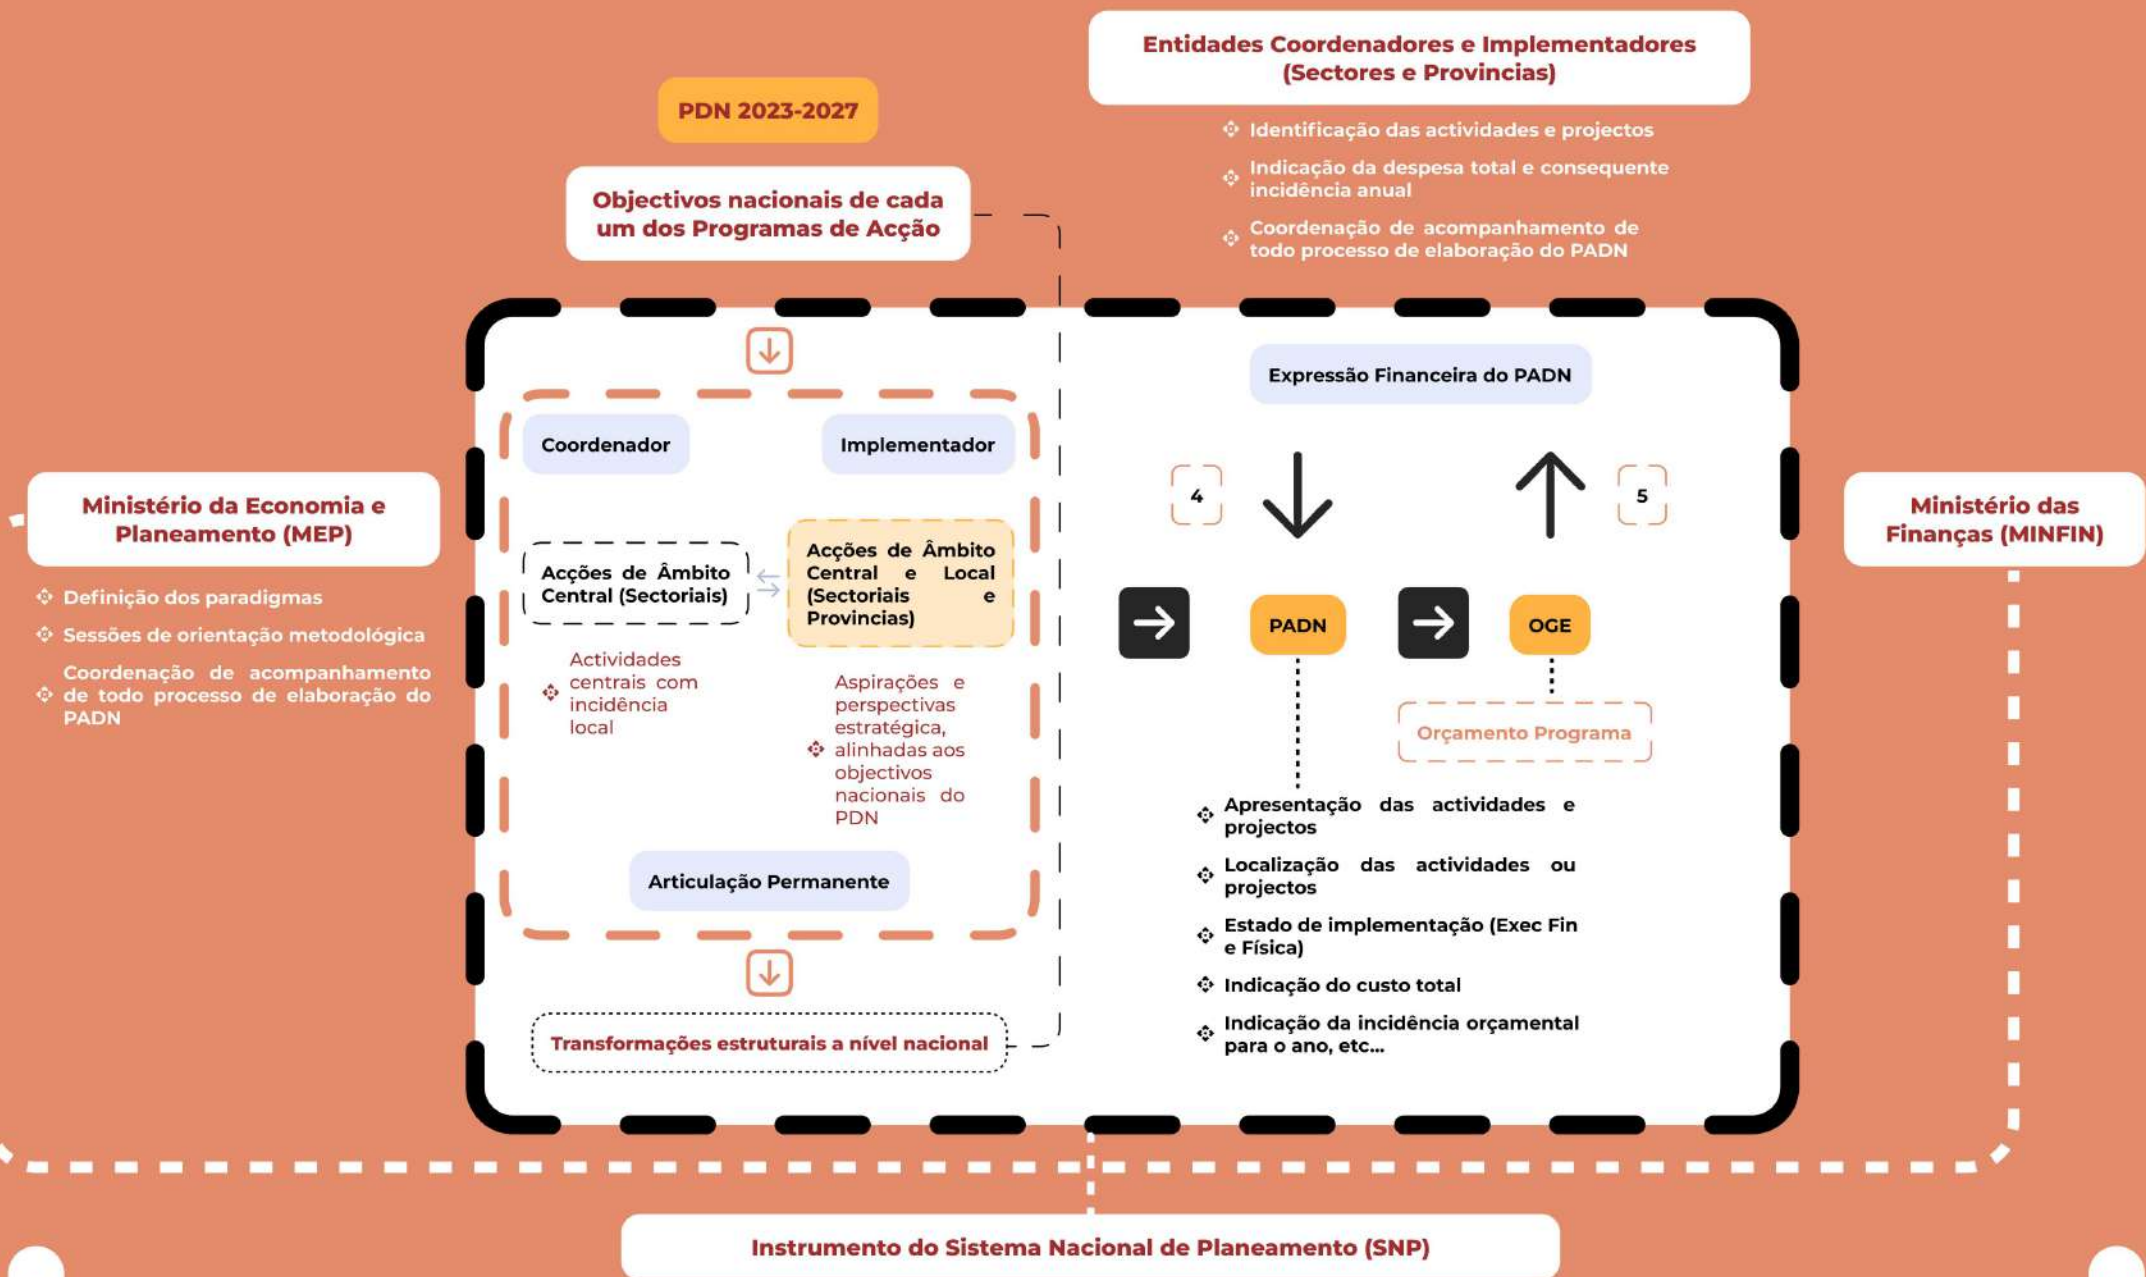 PDN 2023-2027
Objectivos nacionais de cada
um dos Programas de Acção
Entidades Coordenadores e Implementadores
(Sectores e Provincias)
Identificação das actividades e projectos
Indicação da despesa total e consequente
incidência anual
Coordenação de acompanhamento de
todo processo de elaboração do PADN
Ministério da Economia e
Planeamento (MEP)
Definição dos paradigmas
Sessões de orientação metodológica
Coordenação de acompanhamento
de todo processo de elaboração do
PADN
Coordenador
Implementador
Acções de Âmbito
Central (Sectoriais)
Acções de Âmbito
Central e Local
(Sectoriais e
Provincias)
Actividades
centrais com
incidência
local
Aspirações e
perspectivas
estratégica,
alinhadas aos
objectivos
nacionais do
PDN
Articulação Permanente
Transformações estruturais a nível nacional
Expressão Financeira do PADN
4
5
PADN
OGE
Orçamento Programa
Apresentação das actividades e
projectos
Localização das actividades ou
projectos
Estado de implementação (Exec Fin
e Física)
Indicação do custo total
Indicação da incidência orçamental
para o ano, etc...
Ministério das
Finanças (MINFIN)
Instrumento do Sistema Nacional de Planeamento (SNP)